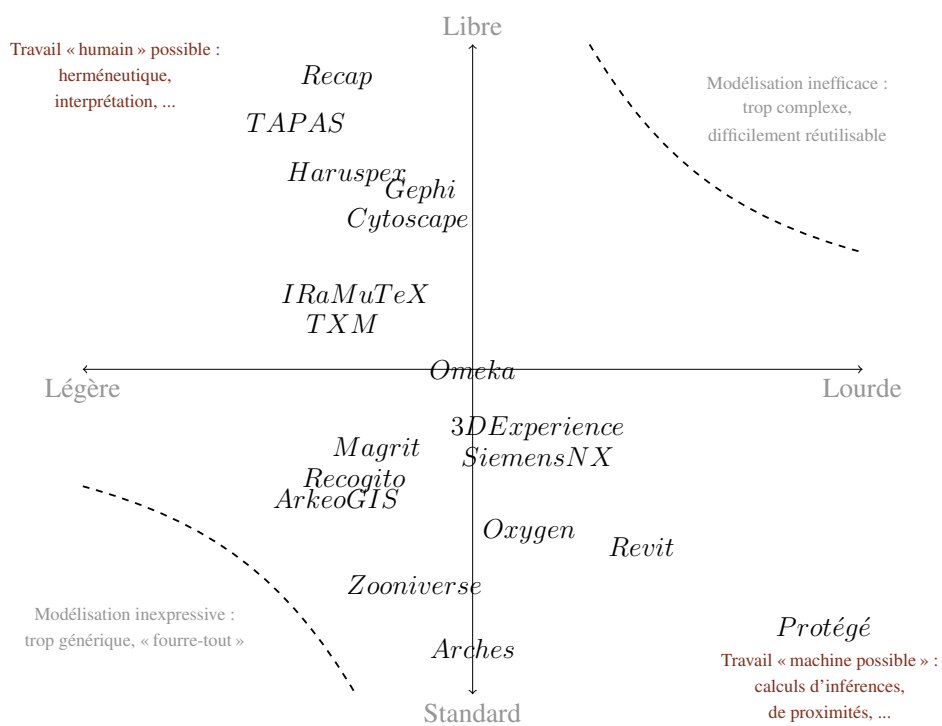 Libre
Travail « humain » possible :
herméneutique,
interprétation, ...
Recap
Modélisation inefficace :
trop complexe,
difficilement réutilisable
TAPAS
Haruspex
Gephi
Cytoscape
IRaMuTeX
TXM
Omeka
Légère
Lourde
3DExperience
Magrit
SiemensNX
Recogito
ArkeoGIS
Oxygen
Revit
Zooniverse
Modélisation inexpressive :
trop générique, « fourre-tout »
Protégé
Arches
Travail « machine possible » :
calculs d'inférences,
de proximités, ...
Standard